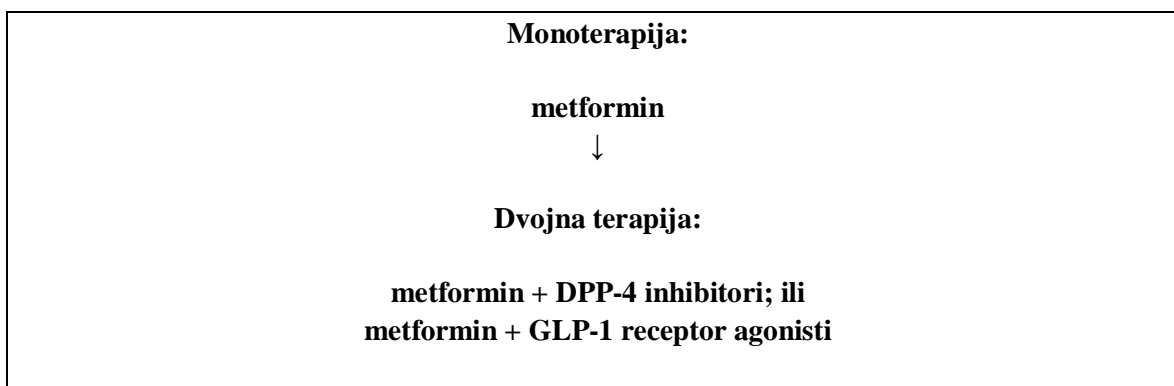 Monoterapija:
metformin
↓
Dvojna terapija:
metformin + DPP-4 inhibitori; ili
metformin + GLP-1 receptor agonisti